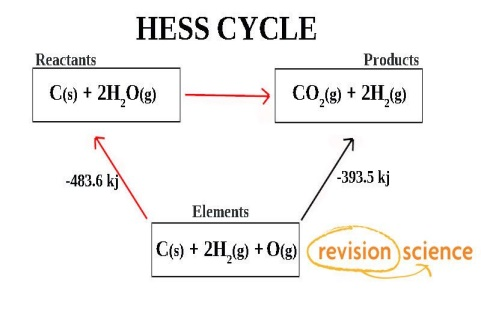 HESS CYCLE
Reactants
Products
C(s) + 2H₂O(g)
CO₂(g) + 2H₂(g)
-483.6 kj
-393.5 kj
Elements
C(s) + 2H₂(g) + O(g)
revision science